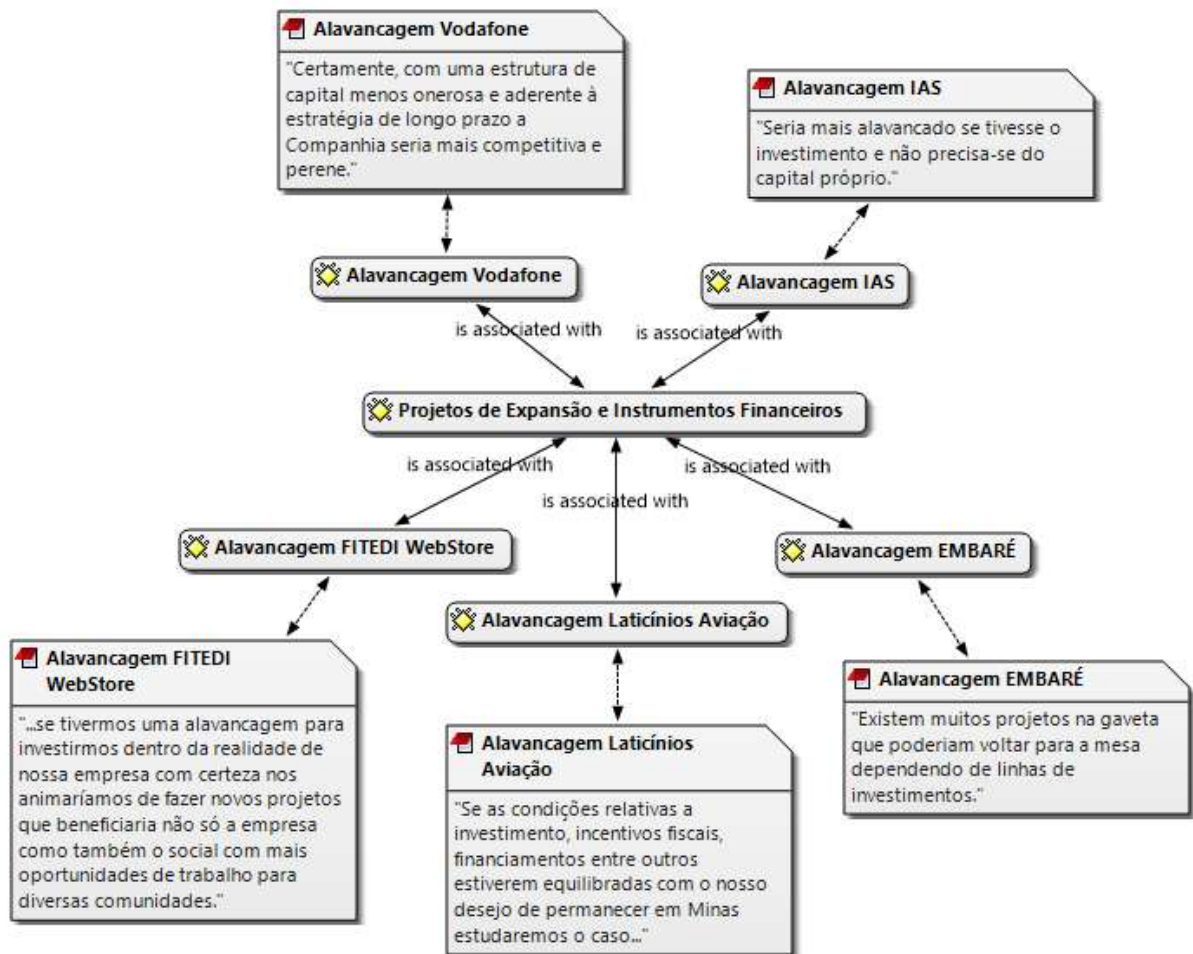 Alavancagem Vodafone
"Certamente, com uma estrutura de
capital menos onerosa e aderente à
estratégia de longo prazo a
Companhia seria mais competitiva e
perene."
Alavancagem IAS
"Seria mais alavancado se tivesse o
investimento e não precisa-se do
capital próprio."
Alavancagem Vodafone
Alavancagem IAS
is associated with
is associated with
Projetos de Expansão e Instrumentos Financeiros
is associated with
is associated with
is associated with
Alavancagem FITEDI WebStore
Alavancagem EMBARÉ
Alavancagem Laticínios Aviação
Alavancagem FITEDI
WebStore
"...se tivermos uma alavancagem para
investirmos dentro da realidade de
nossa empresa com certeza nos
animaríamos de fazer novos projetos
que beneficiaria não só a empresa
como também o social com mais
oportunidades de trabalho para
diversas comunidades."
Alavancagem Laticínios
Aviação
"Se as condições relativas a
investimento, incentivos fiscais,
financiamentos entre outros
estiverem equilibradas com o nosso
desejo de permanecer em Minas
estudaremos o caso..."
Alavancagem EMBARÉ
"Existem muitos projetos na gaveta
que poderiam voltar para a mesa
dependendo de linhas de
investimentos."